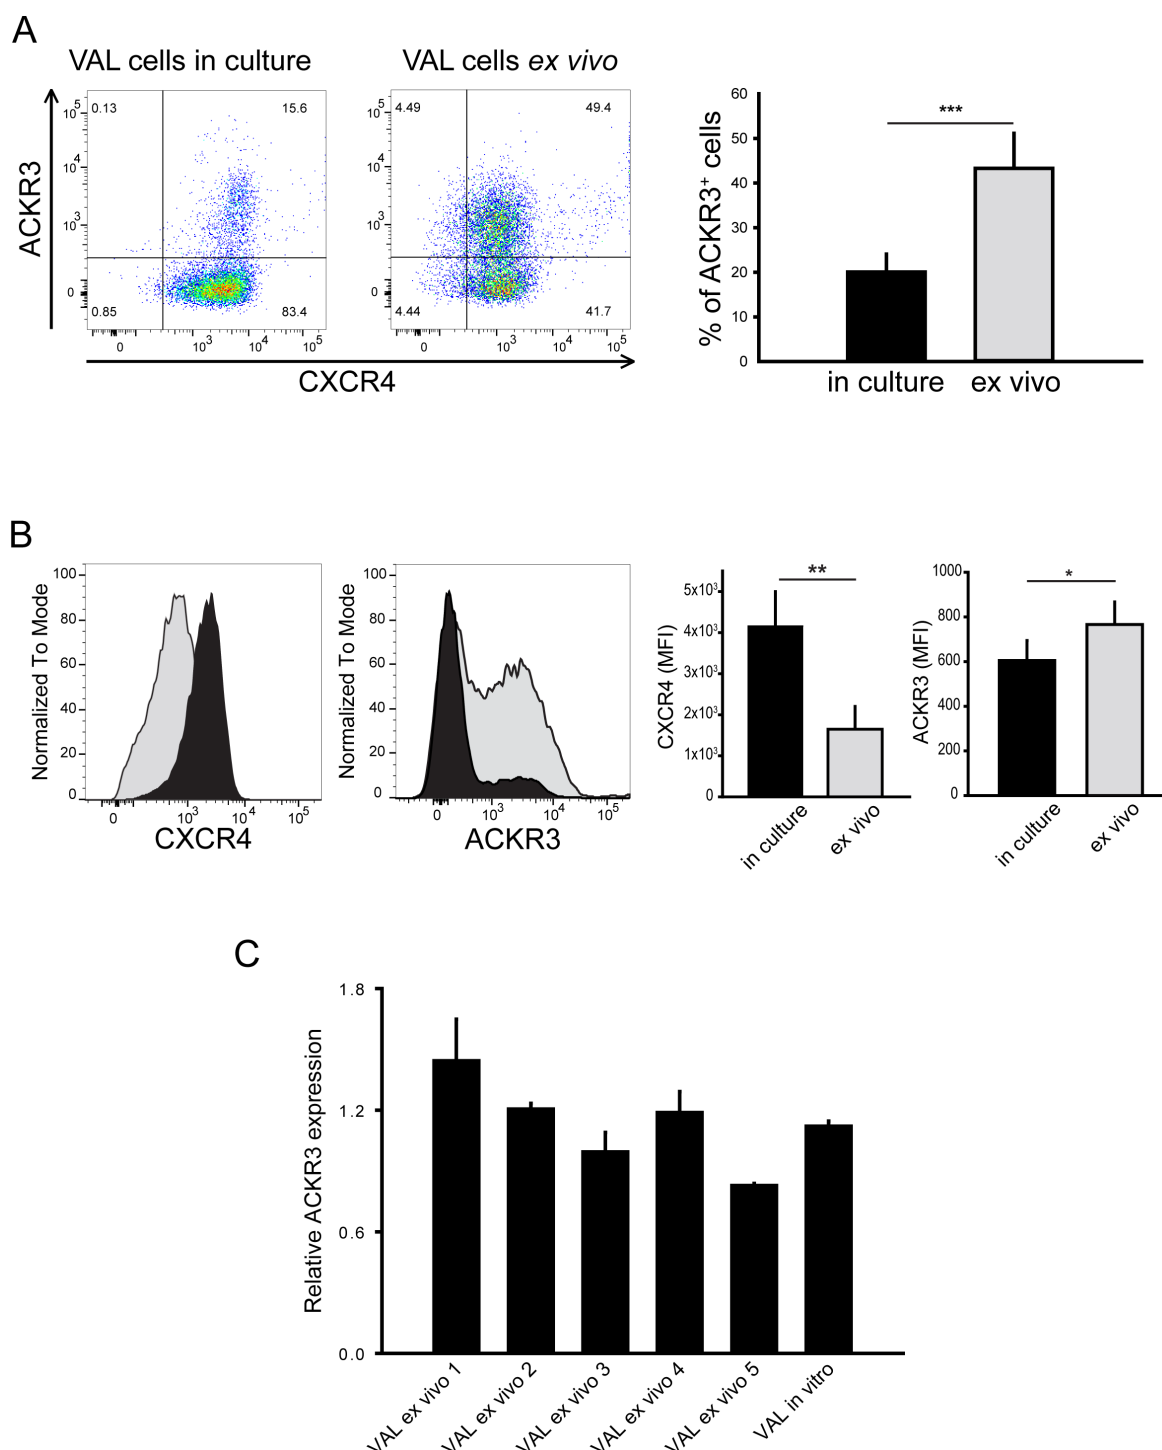 A
VAL cells in culture
VAL cells ex vivo
ACKR3
10^5
10^4
10^3
0
0.13
15.6
0.85
83.4
0
10^3
10^4
10^5
10^5
10^4
10^3
0
4.49
49.4
4.44
41.7
0
10^3
10^4
10^5
CXCR4
% of ACKR3+ cells
60
50
40
30
20
10
0
***
in culture
ex vivo
B
Normalized To Mode
100
80
60
40
20
0
0
10^3
10^4
10^5
CXCR4
Normalized To Mode
100
80
60
40
20
0
0
10^3
10^4
10^5
ACKR3
CXCR4 (MFI)
5x10^3
4x10^3
3x10^3
2x10^3
1x10^3
0
**
in culture
ex vivo
ACKR3 (MFI)
1000
800
600
400
200
0
*
in culture
ex vivo
C
Relative ACKR3 expression
1.8
1.2
0.6
0.0
VAL ex vivo 1
VAL ex vivo 2
VAL ex vivo 3
VAL ex vivo 4
VAL ex vivo 5
VAL in vitro